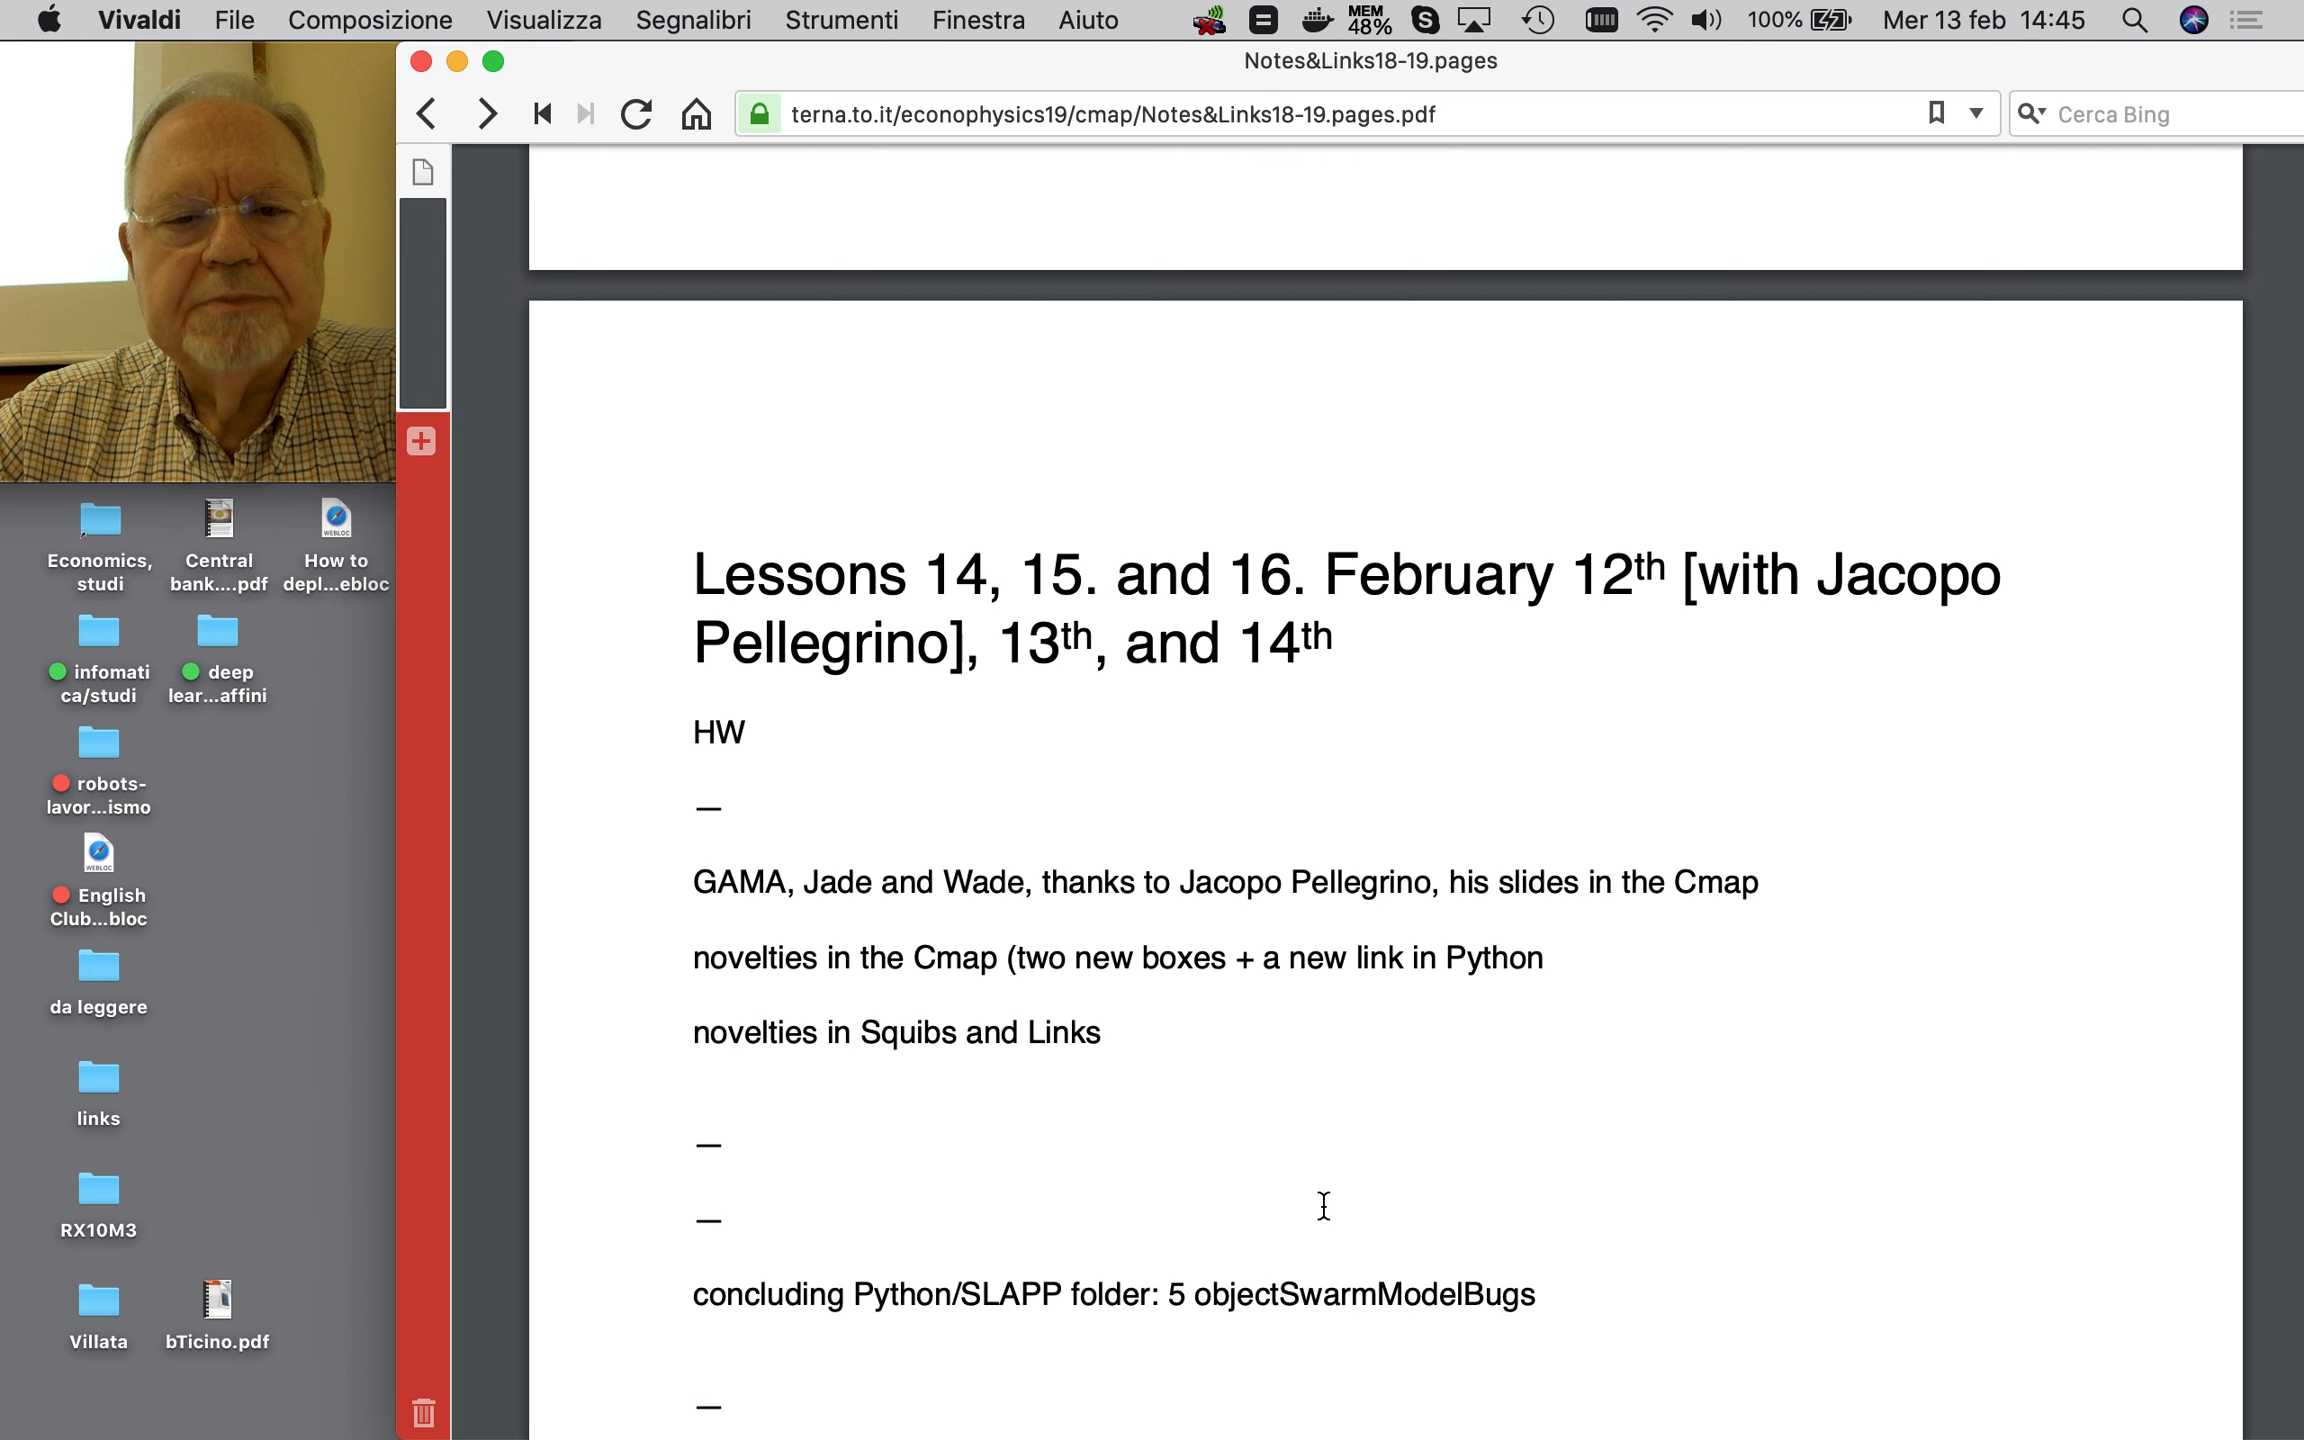 Vivaldi File Composizione Visualizza Segnalibri Strumenti Finestra Aiuto MEM 48% 100% Mer 13 feb 14:45
Notes&Links18-19.pages
terna.to.it/econophysics19/cmap/Notes&Links18-19.pages.pdf Cerca Bing
Economics, studi
Central bank....pdf
WEBLOC
How to depl...ebloc
infomati ca/studi
deep lear...affini
robots- lavor...ismo
WEBLOC
English Club...bloc
da leggere
links
RX10M3
Villata
bTicino.pdf
Lessons 14, 15. and 16. February 12th [with Jacopo
Pellegrino], 13th, and 14th
HW
—
GAMA, Jade and Wade, thanks to Jacopo Pellegrino, his slides in the Cmap
novelties in the Cmap (two new boxes + a new link in Python
novelties in Squibs and Links
—
—
concluding Python/SLAPP folder: 5 objectSwarmModelBugs
—